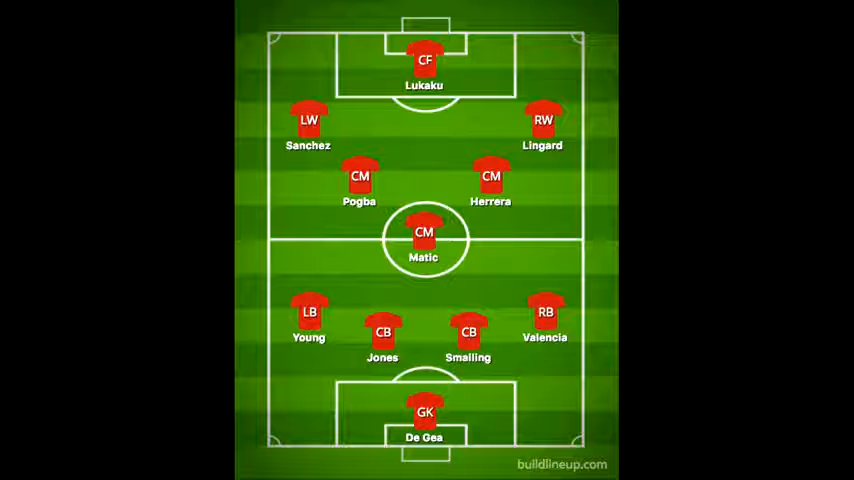 CF
Lukaku
LW
RW
Sanchez
Lingard
CM
CM
Pogba
Herrera
CM
Matic
LB
RB
Young
Valencia
CB
CB
Jones
Smalling
GK
De Gea
buildlineup.com